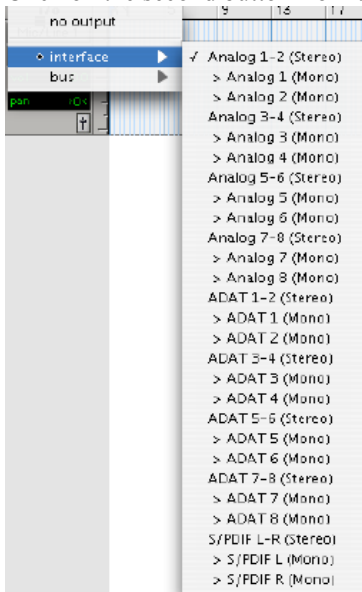 9 13 17
no output
interface
bus
pan >0<
✓ Analog 1-2 (Stereo)
> Analog 1 (Mono)
> Analog 2 (Mono)
Analog 3-4 (Stereo)
> Analog 3 (Mono)
> Analog 4 (Mono)
Analog 5-6 (Stereo)
> Analog 5 (Mono)
> Analog 6 (Mono)
Analog 7-8 (Stereo)
> Analog 7 (Mono)
> Analog 8 (Mono)
ADAT 1-2 (Stereo)
> ADAT 1 (Mono)
> ADAT 2 (Mono)
ADAT 3-4 (Stereo)
> ADAT 3 (Mono)
> ADAT 4 (Mono)
ADAT 5-6 (Stereo)
> ADAT 5 (Mono)
> ADAT 6 (Mono)
ADAT 7-8 (Stereo)
> ADAT 7 (Mono)
> ADAT 8 (Mono)
S/PDIF L-R (Stereo)
> S/PDIF L (Mono)
> S/PDIF R (Mono)